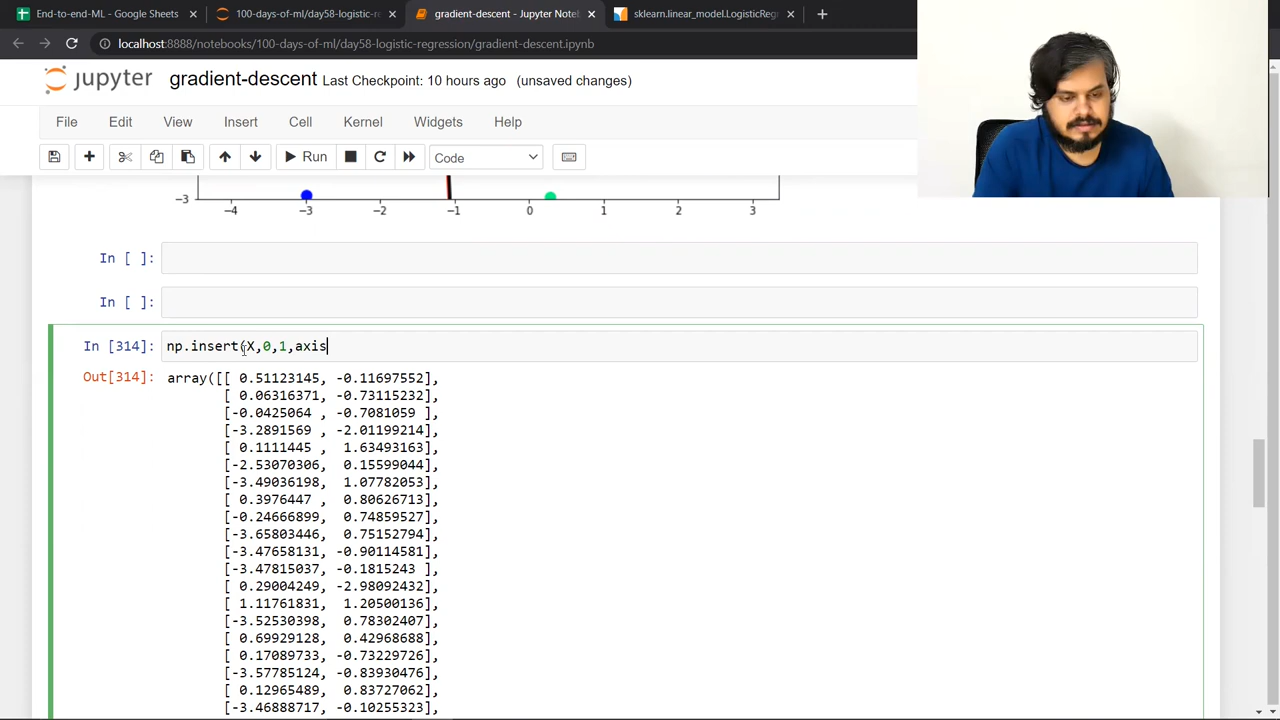 End-to-end-ML - Google Sheets
100-days-of-ml/day58-logistic-re
gradient-descent - Jupyter Note
sklearn.linear_model.LogisticRegr
localhost:8888/notebooks/100-days-of-ml/day58-logistic-regression/gradient-descent.ipynb
jupyter gradient-descent Last Checkpoint: 10 hours ago (unsaved changes)
File Edit View Insert Cell Kernel Widgets Help
Run Code
-3
-4 -3 -2 -1 0 1 2 3
In [ ]:
In [ ]:
In [314]: np.insert(X,0,1,axis
Out[314]: array([[ 0.51123145, -0.11697552],
[ 0.06316371, -0.73115232],
[-0.0425064 , -0.7081059 ],
[-3.2891569 , -2.01199214],
[ 0.1111445 , 1.63493163],
[-2.53070306, 0.15599044],
[-3.49036198, 1.07782053],
[ 0.3976447 , 0.80626713],
[-0.24666899, 0.74859527],
[-3.65803446, 0.75152794],
[-3.47658131, -0.90114581],
[-3.47815037, -0.1815243 ],
[ 0.29004249, -2.98092432],
[ 1.11761831, 1.20500136],
[-3.52530398, 0.78302407],
[ 0.69929128, 0.42968688],
[ 0.17089733, -0.73229726],
[-3.57785124, -0.83930476],
[ 0.12965489, 0.83727062],
[-3.46888717, -0.10255323],